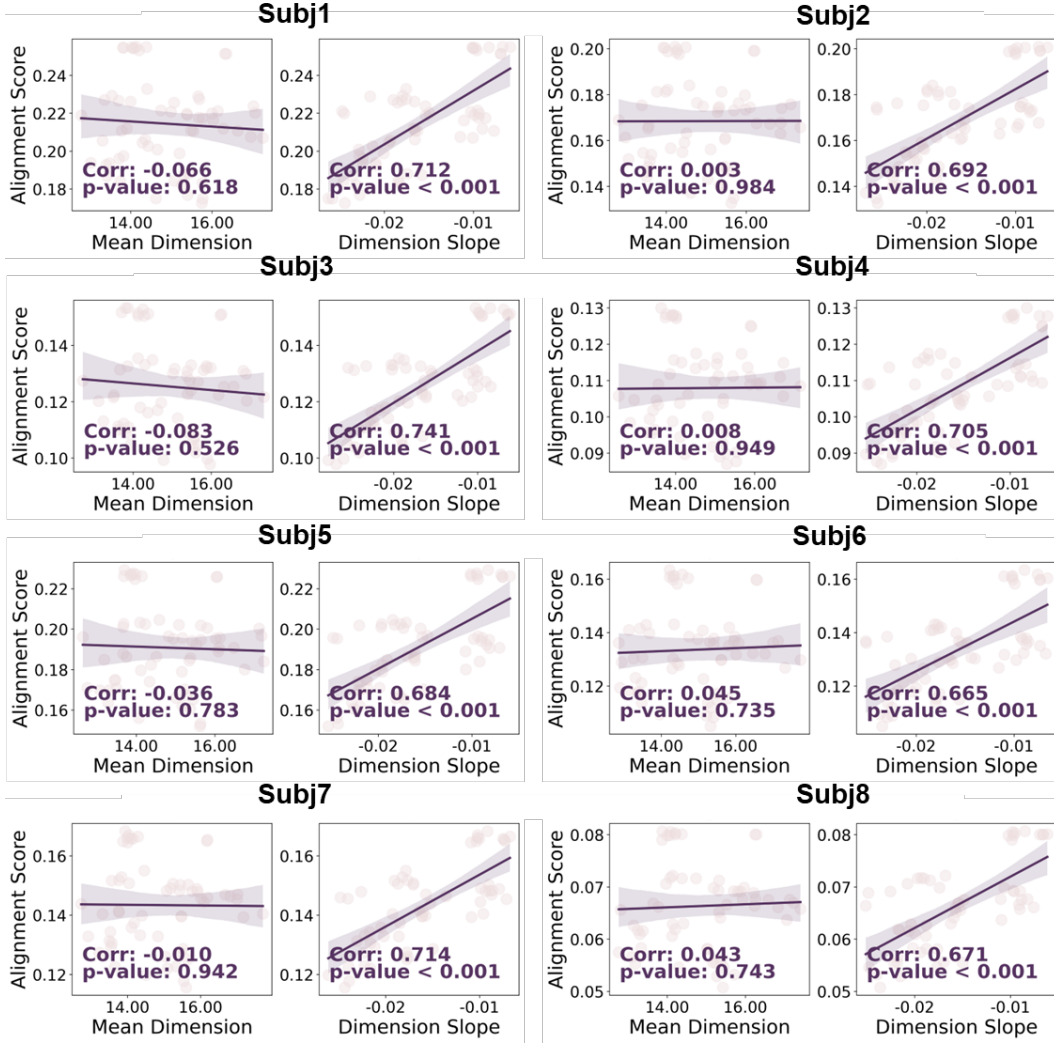 Subj1
Subj2
Alignment Score
0.24
0.22
0.20
0.18
Corr: -0.066
p-value: 0.618
14.00 16.00
Mean Dimension
0.24
0.22
0.20
0.18
Corr: 0.712
p-value < 0.001
-0.02 -0.01
Dimension Slope
Alignment Score
0.20
0.18
0.16
0.14
Corr: 0.003
p-value: 0.984
14.00 16.00
Mean Dimension
0.20
0.18
0.16
0.14
Corr: 0.692
p-value < 0.001
-0.02 -0.01
Dimension Slope
Subj3
Subj4
Alignment Score
0.14
0.12
0.10
Corr: -0.083
p-value: 0.526
14.00 16.00
Mean Dimension
0.14
0.12
0.10
Corr: 0.741
p-value < 0.001
-0.02 -0.01
Dimension Slope
Alignment Score
0.13
0.12
0.11
0.10
0.09
Corr: 0.008
p-value: 0.949
14.00 16.00
Mean Dimension
0.13
0.12
0.11
0.10
0.09
Corr: 0.705
p-value < 0.001
-0.02 -0.01
Dimension Slope
Subj5
Subj6
Alignment Score
0.22
0.20
0.18
0.16
Corr: -0.036
p-value: 0.783
14.00 16.00
Mean Dimension
0.22
0.20
0.18
0.16
Corr: 0.684
p-value < 0.001
-0.02 -0.01
Dimension Slope
Alignment Score
0.16
0.14
0.12
Corr: 0.045
p-value: 0.735
14.00 16.00
Mean Dimension
0.16
0.14
0.12
Corr: 0.665
p-value < 0.001
-0.02 -0.01
Dimension Slope
Subj7
Subj8
Alignment Score
0.16
0.14
0.12
Corr: -0.010
p-value: 0.942
14.00 16.00
Mean Dimension
0.16
0.14
0.12
Corr: 0.714
p-value < 0.001
-0.02 -0.01
Dimension Slope
Alignment Score
0.08
0.07
0.06
0.05
Corr: 0.043
p-value: 0.743
14.00 16.00
Mean Dimension
0.08
0.07
0.06
0.05
Corr: 0.671
p-value < 0.001
-0.02 -0.01
Dimension Slope